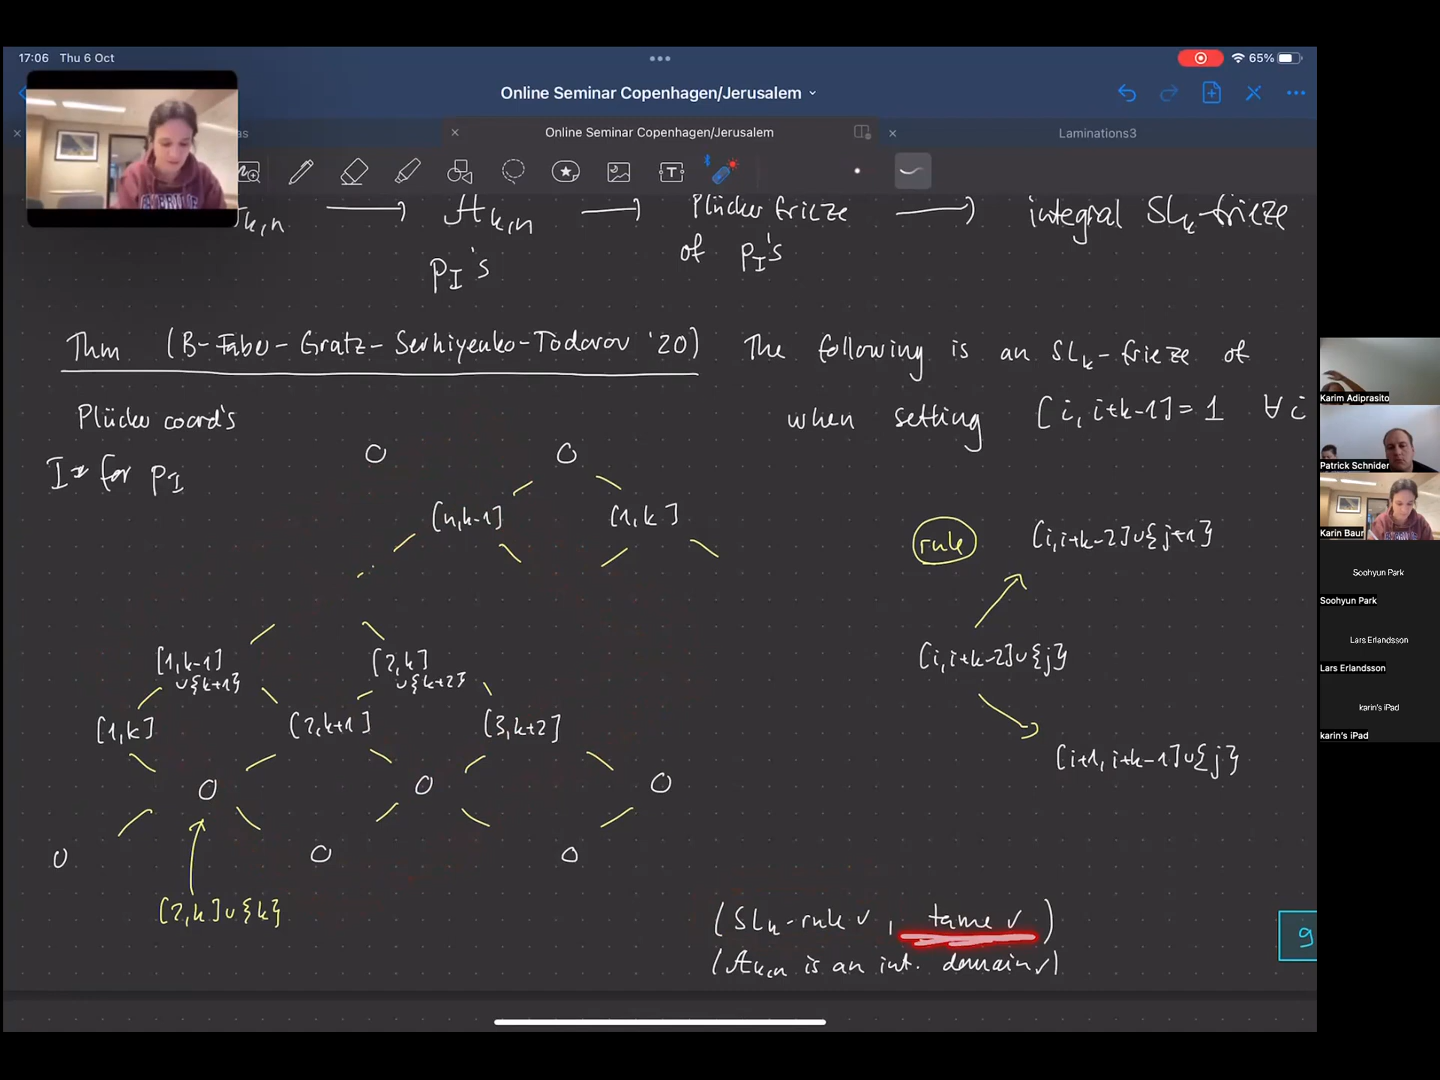 17:06 Thu 6 Oct
65%
Online Seminar Copenhagen/Jerusalem
as
Online Seminar Copenhagen/Jerusalem
Laminations3
k,n → A k,n → Plücker frieze → integral SLk-frieze
p_I's
of p_I's
Thm (B-Faber-Gratz-Serhiyenko-Todorov '20) The following is an SLk-frieze of
when setting [i, i+k-1] = 1 ∀ i
Plücker coord's
I for p_I
0 0
[n,k-1] [1,k]
[1,k-1] ∪{k+1} [2,k] ∪{k+2}
[1,k] [2,k+1] [3,k+2]
0 0 0
0 0 0
[2,k]∪{k}
rule
[i,i+k-2]∪{j+1}
[i,i+k-2]∪{j}
[i+1,i+k-1]∪{j}
(SLk-rule ✓, tame ✓)
(A k,n is an int. domain ✓)
9
Karim Adiprasito
Patrick Schnider
Karin Baur
Soohyun Park
Soohyun Park
Lars Erlandsson
Lars Erlandsson
karin's iPad
karin's iPad